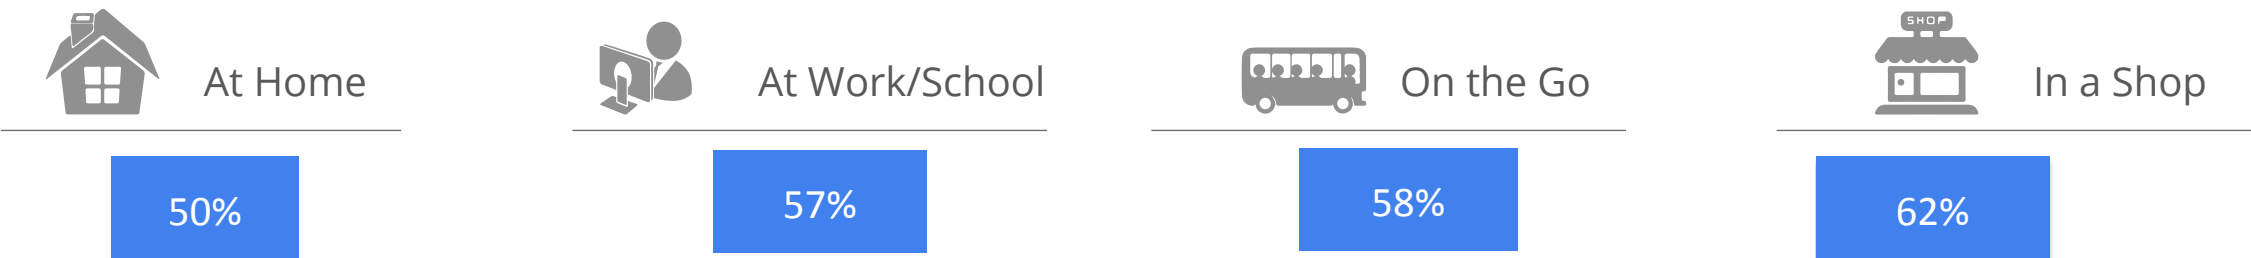 SHOP
At Home
At Work/School
On the Go
In a Shop
50%
57%
58%
62%